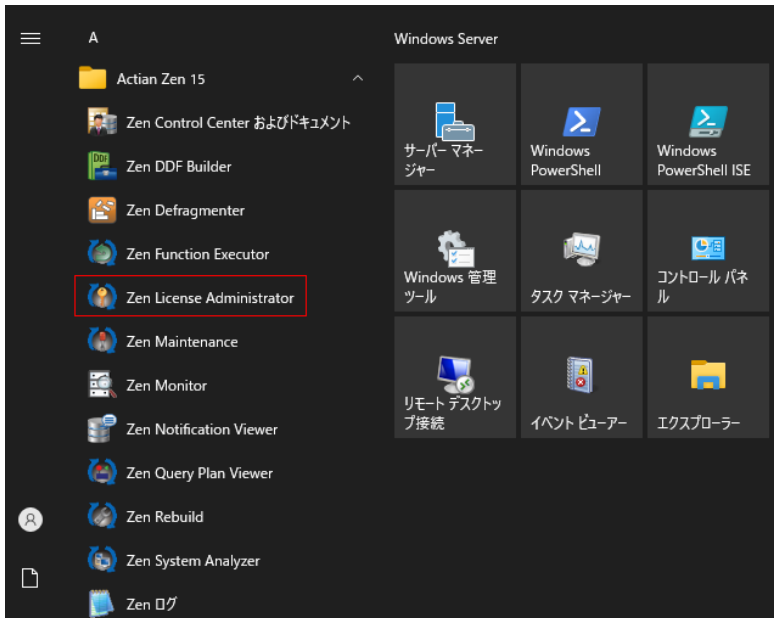 A
Actian Zen 15
Zen Control Center およびドキュメント
Zen DDF Builder
Zen Defragmenter
Zen Function Executor
Zen License Administrator
Zen Maintenance
Zen Monitor
Zen Notification Viewer
Zen Query Plan Viewer
Zen Rebuild
Zen System Analyzer
Zen ログ
Windows Server
サーバー マネー
ジャー
Windows
PowerShell
Windows
PowerShell ISE
Windows 管理
ツール
タスク マネージャー
コントロール パネ
ル
リモート デスクトッ
プ接続
イベント ビューアー
エクスプローラー